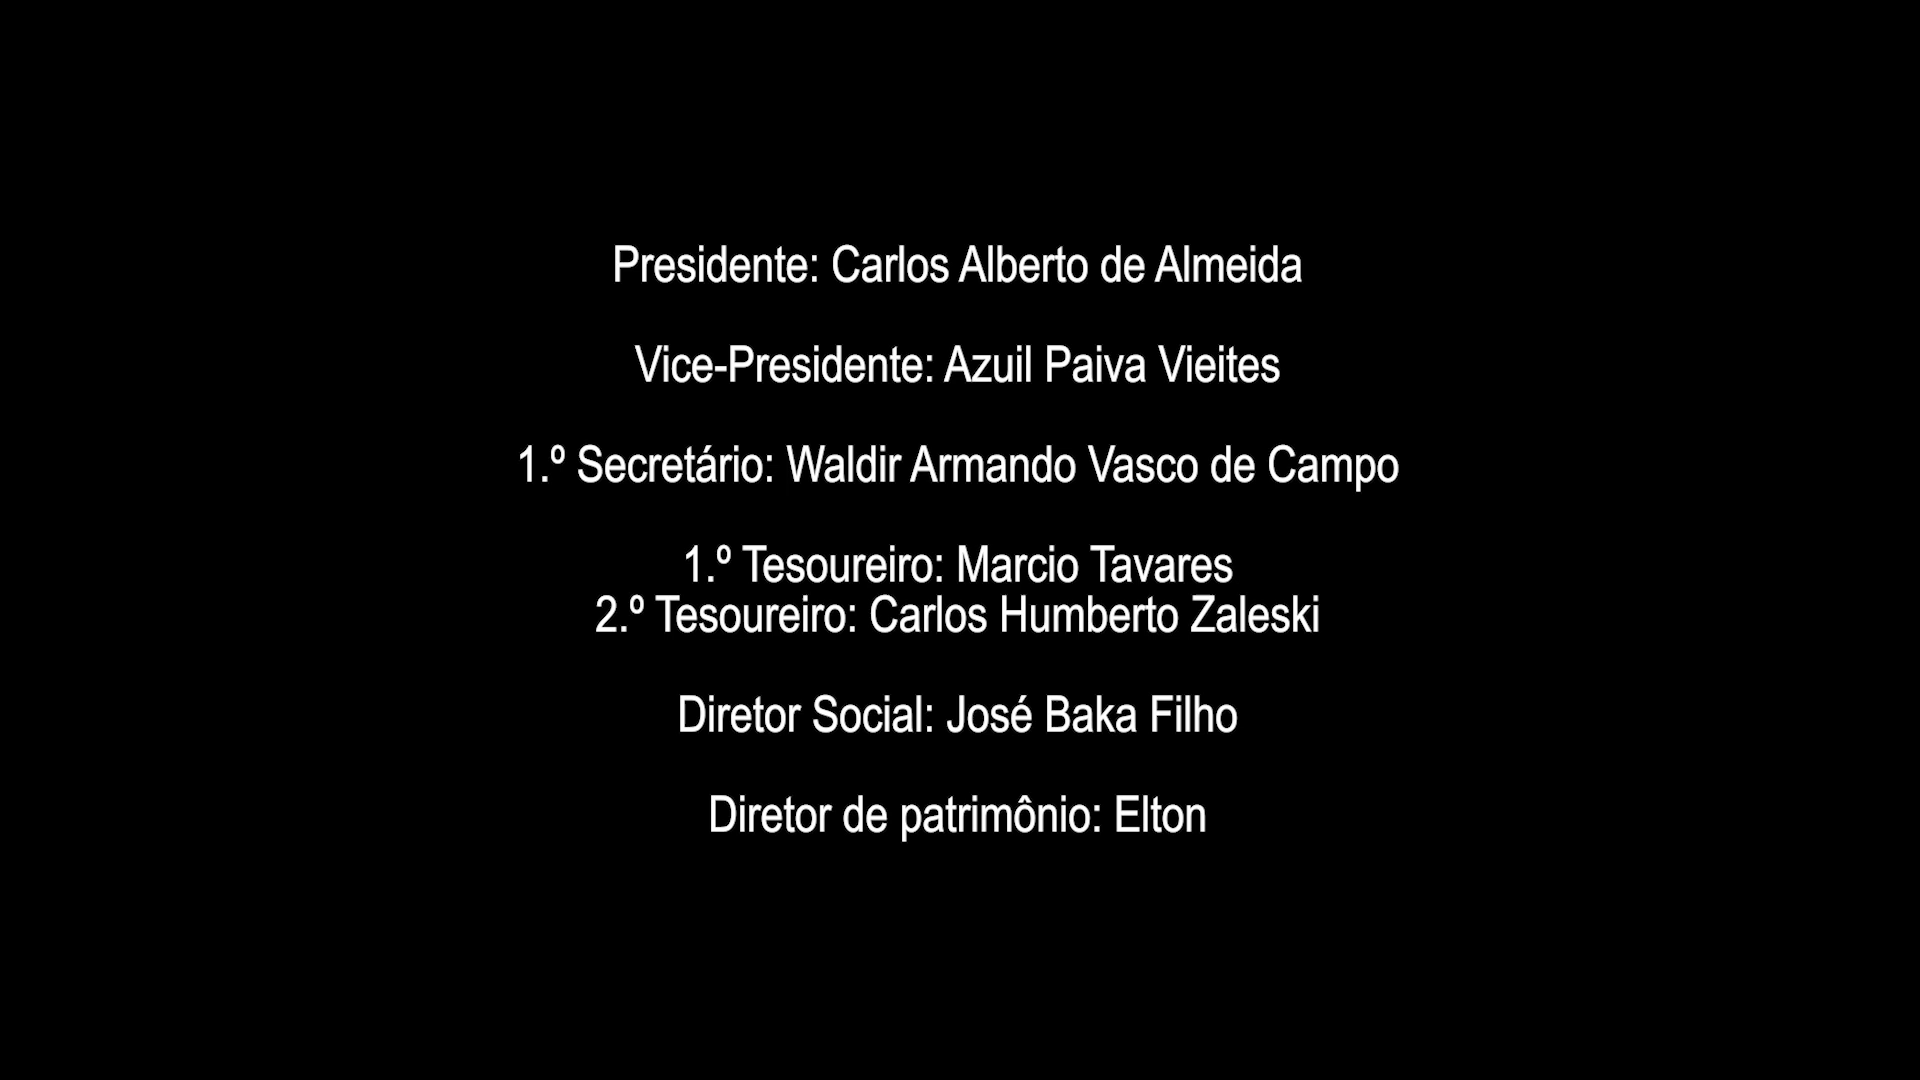 Presidente: Carlos Alberto de Almeida
Vice-Presidente: Azuil Paiva Vieites
1.º Secretário: Waldir Armando Vasco de Campo
1.º Tesoureiro: Marcio Tavares
2.º Tesoureiro: Carlos Humberto Zaleski
Diretor Social: José Baka Filho
Diretor de patrimônio: Elton